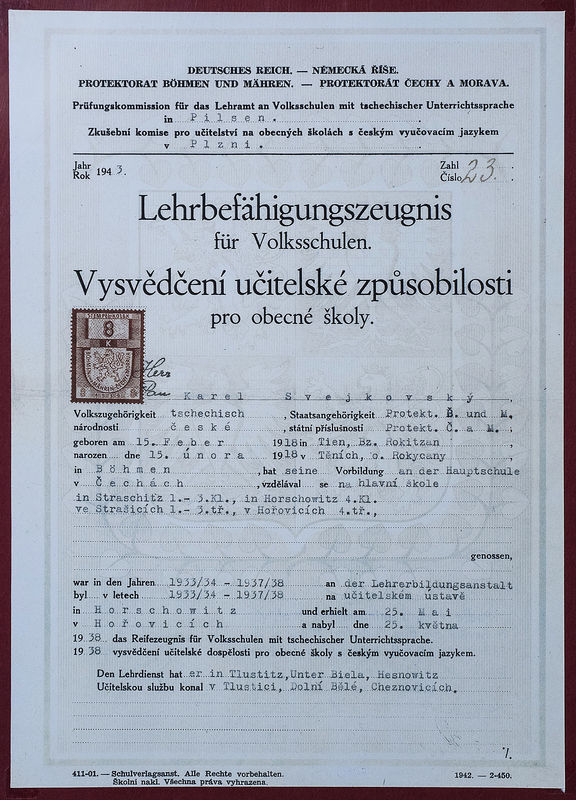 DEUTSCHES REICH. — NĚMECKÁ ŘÍŠE.
PROTEKTORAT BÖHMEN UND MÄHREN. — PROTEKTORÁT ČECHY A MORAVA.
Prüfungskommission für das Lehramt an Volksschulen mit tschechischer Unterrichtssprache
in Pilsen.
Zkušební komise pro učitelství na obecných školách s českým vyučovacím jazykem
v Plzni.
Jahr Rok 1943.
Zahl Číslo 23.
Lehrbefähigungszeugnis
für Volksschulen.
Vysvědčení učitelské způsobilosti
pro obecné školy.
STEMPEL-KOLEK
8
K
Herr
Pan
Karel Svejkovský,
Volkszugehörigkeit tschechisch, Staatsangehörigkeit Protekt. B. und M.
národnosti české, státní příslušnosti Protekt. Č. a M.,
geboren am 15. Feber 1918 in Tien, Bz. Rokitzan,
narozen dne 15. února 1918 v Těních, o. Rokycany,
in Böhmen, hat seine Vorbildung an der Hauptschule
v Čechách, vzdělával se na hlavní škole
in Straschitz 1.- 3.Kl., in Horschowitz 4.Kl.
ve Strašicích 1.- 3.tř., v Hořovicích 4.tř.,
genossen,
war in den Jahren 1933/34 - 1937/38 an der Lehrerbildungsanstalt
byl v letech 1933/34 - 1937/38 na učitelském ústavě
in Horschowitz und erhielt am 25. Mai
v Hořovicích a nabyl dne 25. května
1938 das Reifezeugnis für Volksschulen mit tschechischer Unterrichtssprache.
1938 vysvědčení učitelské dospělosti pro obecné školy s českým vyučovacím jazykem.
Den Lehrdienst hat er in Tlustitz, Unter Biela, Hesnowitz
Učitelskou službu konal v Tlustici, Dolní Bělé, Cheznovicích.
./.
411-01. — Schulverlagsanst. Alle Rechte vorbehalten.
Školní nakl. Všechna práva vyhrazena.
1942. — 2-450.